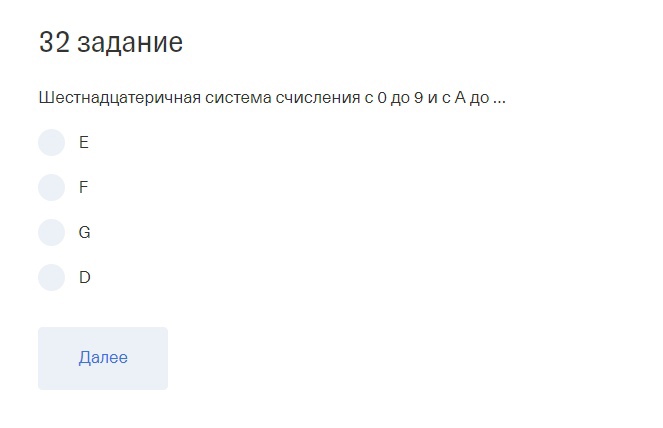 32 задание
Шестнадцатеричная система счисления с 0 до 9 и с A до ...
E
F
G
D
Далее